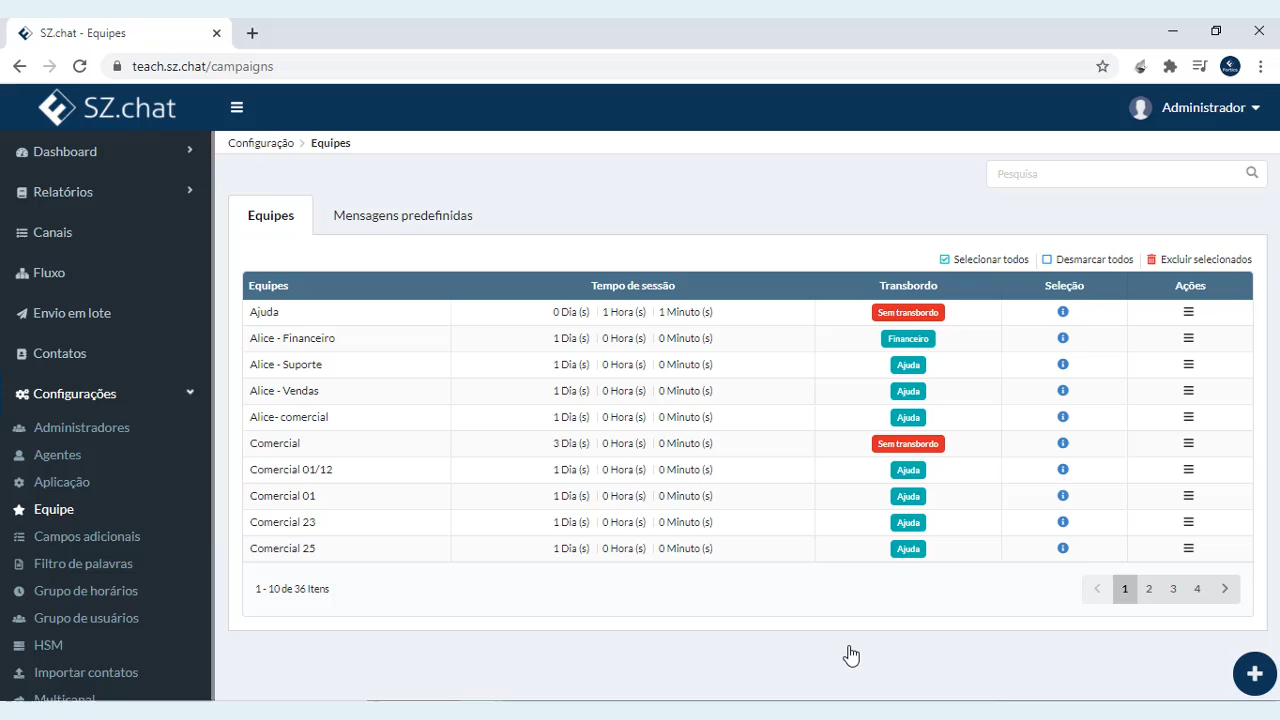 SZ.chat - Equipes
teach.sz.chat/campaigns
SZ.chat
Administrador
Dashboard
Relatórios
Canais
Fluxo
Envio em lote
Contatos
Configurações
Administradores
Agentes
Aplicação
Equipe
Campos adicionais
Filtro de palavras
Grupo de horários
Grupo de usuários
HSM
Importar contatos
Multicanal
Configuração > Equipes
Pesquisa
Equipes Mensagens predefinidas
Selecionar todos Desmarcar todos Excluir selecionados
Equipes Tempo de sessão Transbordo Seleção Ações
Ajuda 0 Dia (s) 1 Hora (s) 1 Minuto (s) Sem transbordo
Alice - Financeiro 1 Dia (s) 0 Hora (s) 0 Minuto (s) Financeiro
Alice - Suporte 1 Dia (s) 0 Hora (s) 0 Minuto (s) Ajuda
Alice - Vendas 1 Dia (s) 0 Hora (s) 0 Minuto (s) Ajuda
Alice- comercial 1 Dia (s) 0 Hora (s) 0 Minuto (s) Ajuda
Comercial 3 Dia (s) 0 Hora (s) 0 Minuto (s) Sem transbordo
Comercial 01/12 1 Dia (s) 0 Hora (s) 0 Minuto (s) Ajuda
Comercial 01 1 Dia (s) 0 Hora (s) 0 Minuto (s) Ajuda
Comercial 23 1 Dia (s) 0 Hora (s) 0 Minuto (s) Ajuda
Comercial 25 1 Dia (s) 0 Hora (s) 0 Minuto (s) Ajuda
1 - 10 de 36 Itens
1 2 3 4